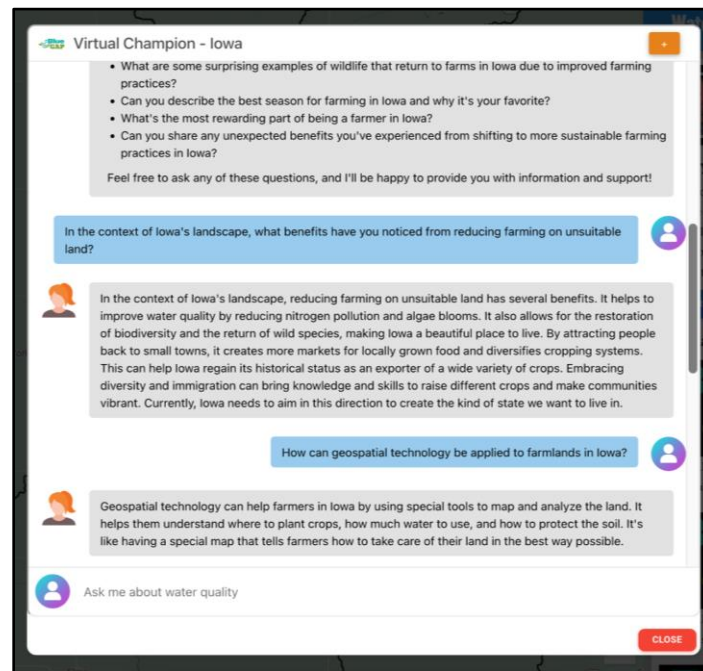 Virtual Champion - Iowa
+
• What are some surprising examples of wildlife that return to farms in Iowa due to improved farming
practices?
• Can you describe the best season for farming in Iowa and why it's your favorite?
• What's the most rewarding part of being a farmer in Iowa?
• Can you share any unexpected benefits you've experienced from shifting to more sustainable farming
practices in Iowa?
Feel free to ask any of these questions, and I'll be happy to provide you with information and support!
In the context of Iowa's landscape, what benefits have you noticed from reducing farming on unsuitable
land?
In the context of Iowa's landscape, reducing farming on unsuitable land has several benefits. It helps to
improve water quality by reducing nitrogen pollution and algae blooms. It also allows for the restoration
of biodiversity and the return of wild species, making Iowa a beautiful place to live. By attracting people
back to small towns, it creates more markets for locally grown food and diversifies cropping systems.
This can help Iowa regain its historical status as an exporter of a wide variety of crops. Embracing
diversity and immigration can bring knowledge and skills to raise different crops and make communities
vibrant. Currently, Iowa needs to aim in this direction to create the kind of state we want to live in.
How can geospatial technology be applied to farmlands in Iowa?
Geospatial technology can help farmers in Iowa by using special tools to map and analyze the land. It
helps them understand where to plant crops, how much water to use, and how to protect the soil. It's
like having a special map that tells farmers how to take care of their land in the best way possible.
Ask me about water quality
CLOSE